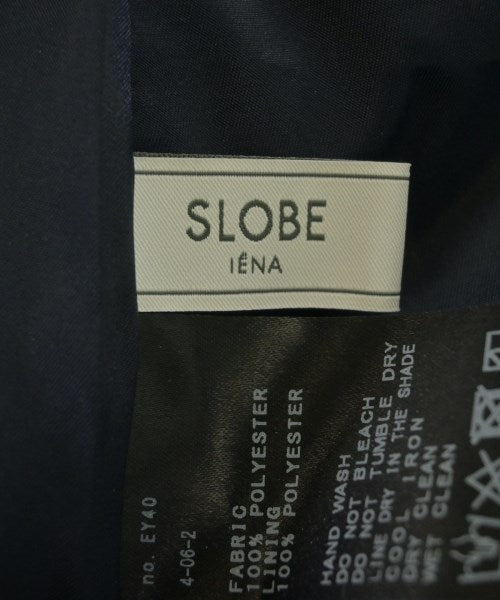 SLOBE
IÉNA
no. EY40
4-06-2
FABRIC
100% POLYESTER
LINING
100% POLYESTER
HAND WASH
DO NOT BLEACH
DO NOT TUMBLE DRY
LINE DRY IN THE SHADE
COOL IRON
DRY CLEAN
WET CLEAN